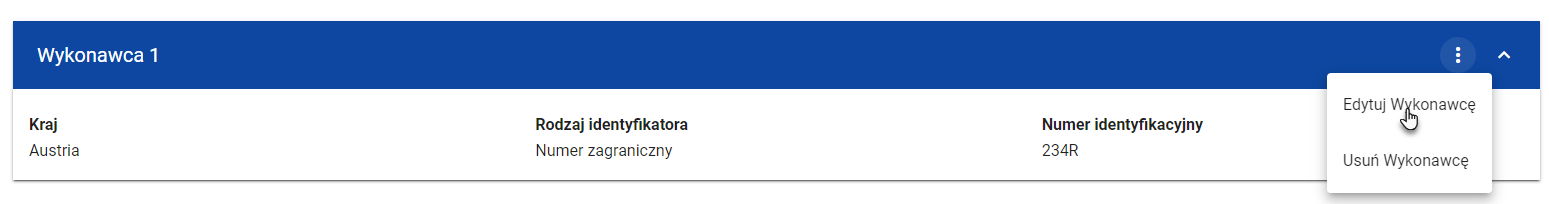 Wykonawca 1
Edytuj Wykonawcę
Usuń Wykonawcę
Kraj
Austria
Rodzaj identyfikatora
Numer zagraniczny
Numer identyfikacyjny
234R